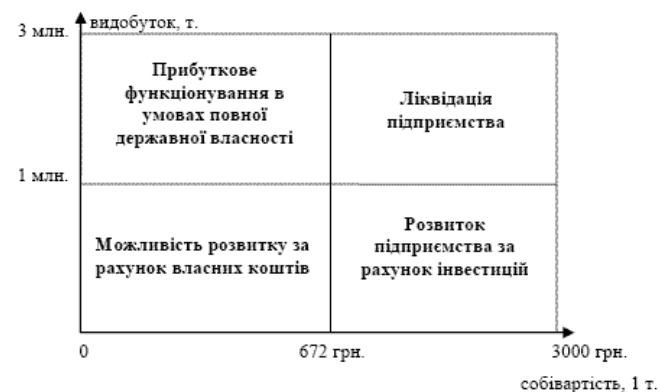 видобуток, т.
3 млн.
Прибуткове
функціонування в
умовах повної
державної власності
Ліквідація
підприємства
1 млн.
Можливість розвитку за
рахунок власних коштів
Розвиток
підприємства за
рахунок інвестицій
0
672 грн.
3000 грн.
собівартість, 1 т.